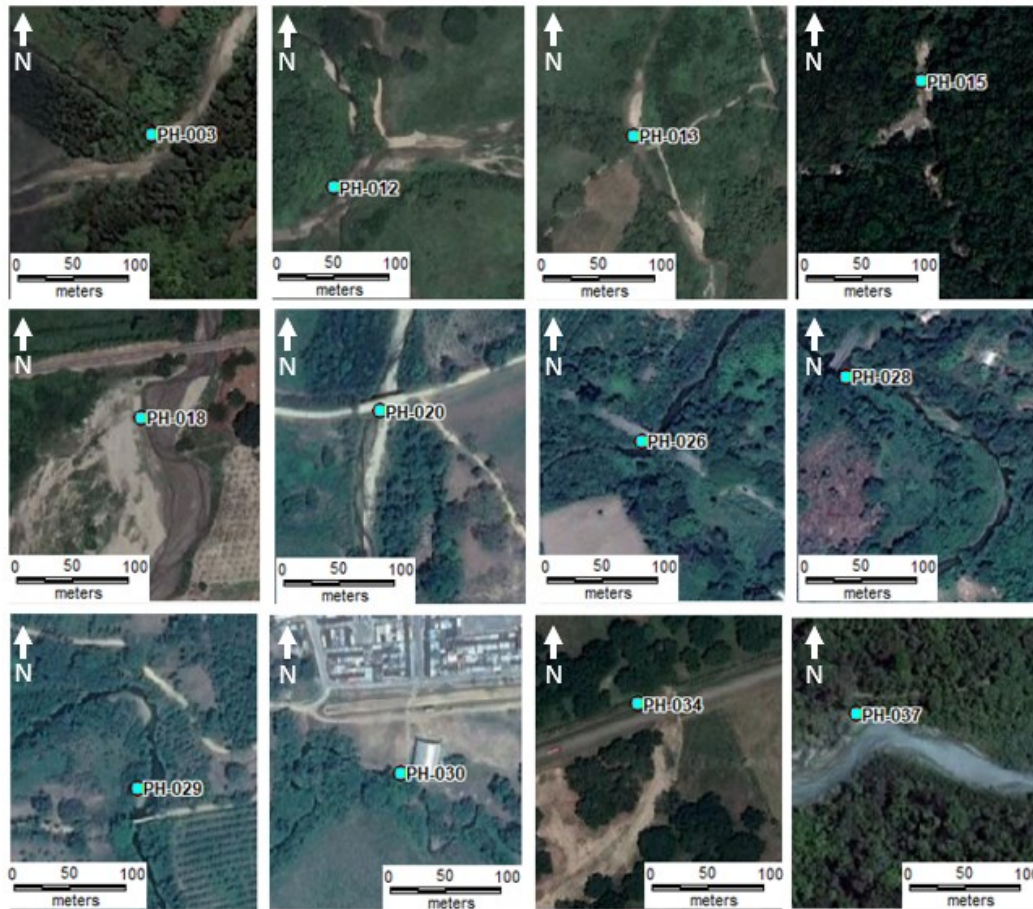 N
PH-003
0 50 100
meters
N
PH-012
0 50 100
meters
N
PH-013
0 50 100
meters
N
PH-015
0 50 100
meters
N
PH-018
0 50 100
meters
N
PH-020
0 50 100
meters
N
PH-026
0 50 100
meters
N
PH-028
0 50 100
meters
N
PH-029
0 50 100
meters
N
PH-030
0 50 100
meters
N
PH-034
0 50 100
meters
N
PH-037
0 50 100
meters